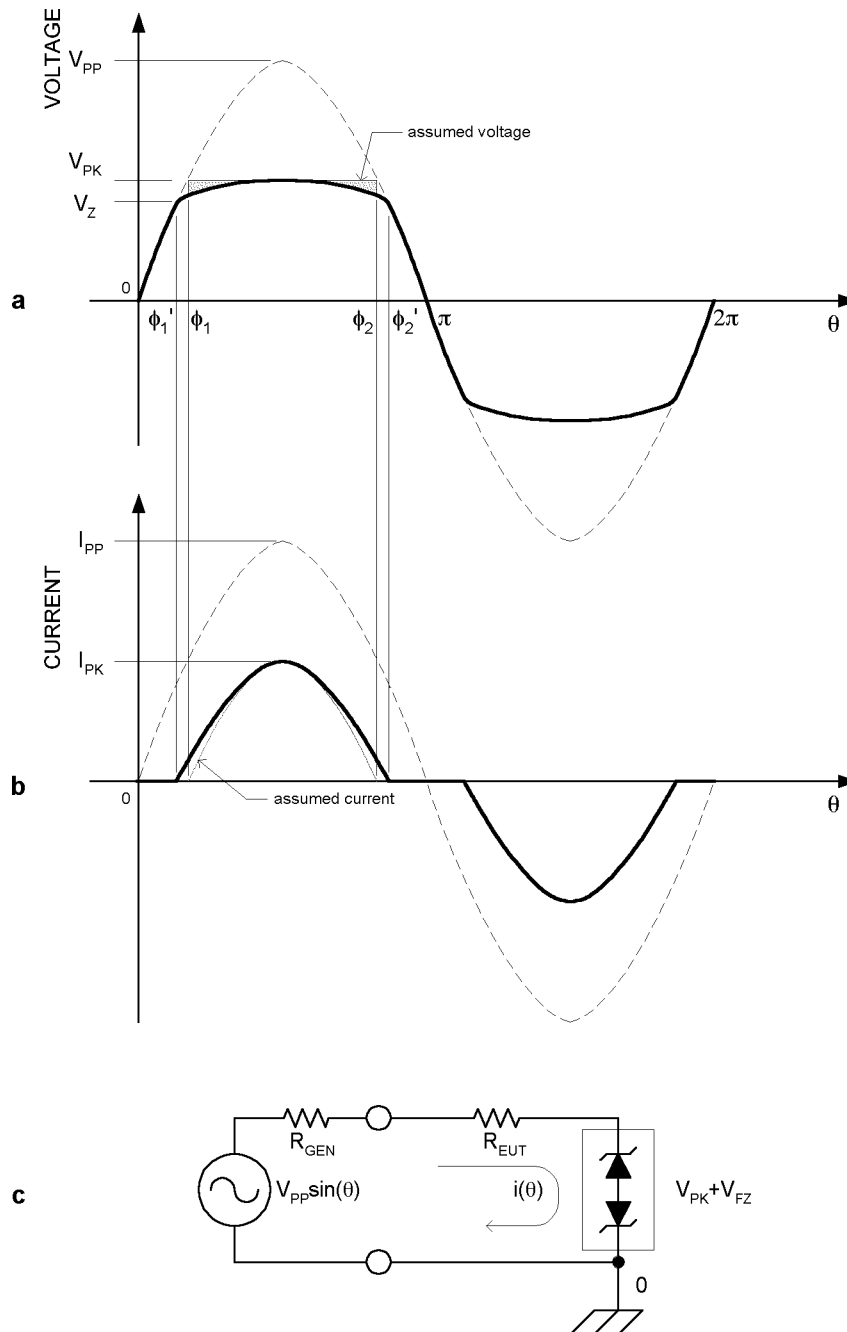 VOLTAGE
V_PP
assumed voltage
V_PK
V_Z
0
a
ϕ₁' ϕ₁ ϕ₂ ϕ₂' π 2π θ
I_PP
CURRENT
I_PK
b
0
assumed current
θ
R_GEN
R_EUT
c
V_PP sin(θ)
i(θ)
V_PK+V_FZ
0